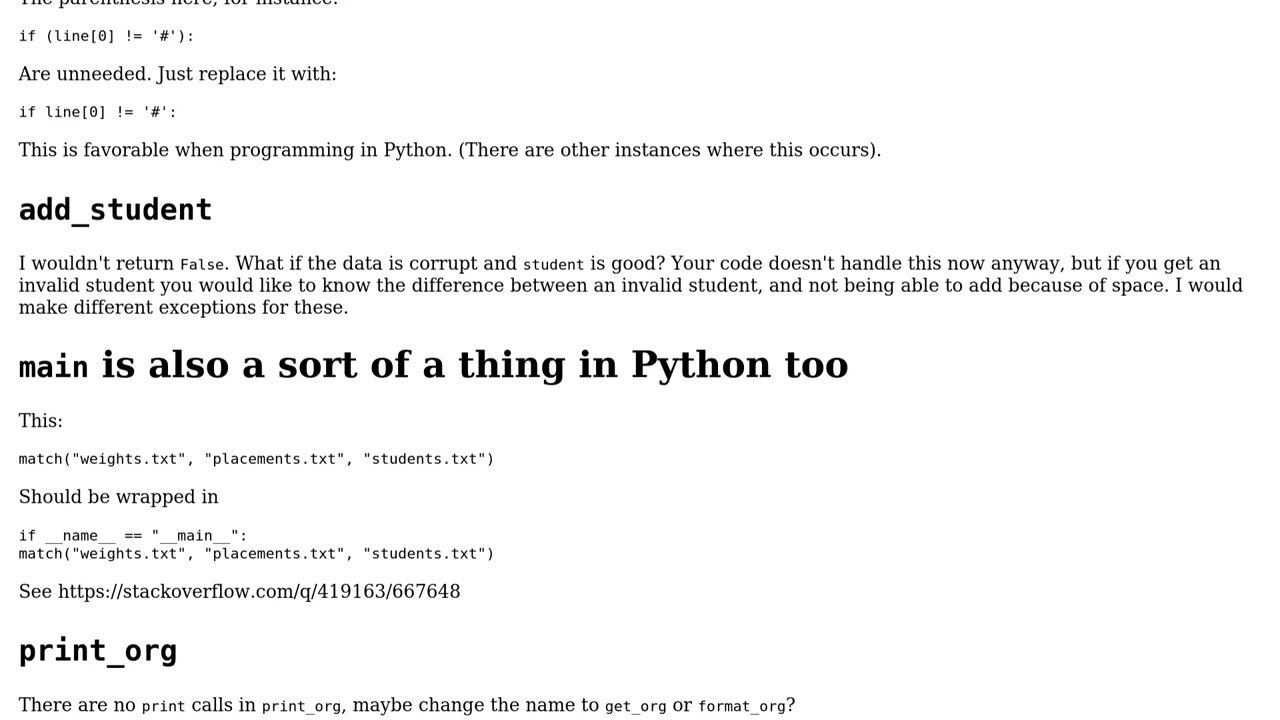 The parenthesis here, for instance:
if (line[0] != '#'):
Are unneeded. Just replace it with:
if line[0] != '#':
This is favorable when programming in Python. (There are other instances where this occurs).
add_student
I wouldn't return False. What if the data is corrupt and student is good? Your code doesn't handle this now anyway, but if you get an
invalid student you would like to know the difference between an invalid student, and not being able to add because of space. I would
make different exceptions for these.
main is also a sort of a thing in Python too
This:
match("weights.txt", "placements.txt", "students.txt")
Should be wrapped in
if __name__ == "__main__":
match("weights.txt", "placements.txt", "students.txt")
See https://stackoverflow.com/q/419163/667648
print_org
There are no print calls in print_org, maybe change the name to get_org or format_org?